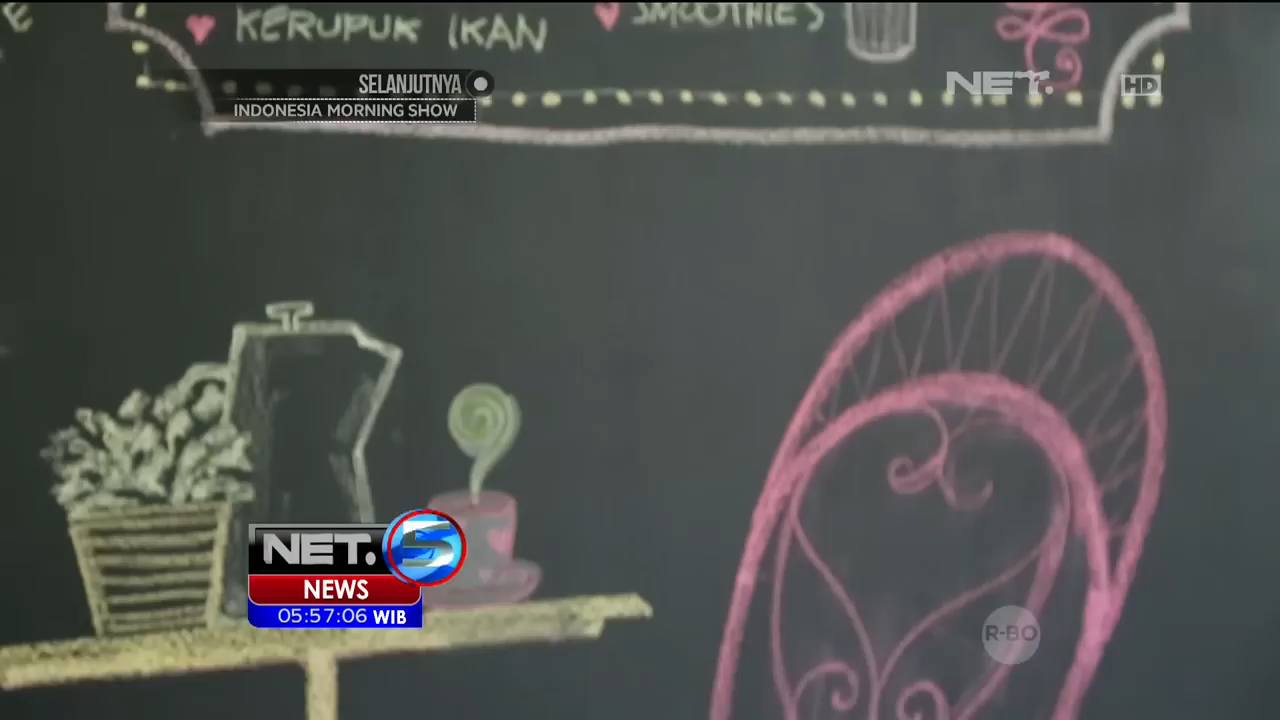 E
KERUPUK IKAN
SMOOTHIES
SELANJUTNYA
INDONESIA MORNING SHOW
NET.
HD
NET. 5
NEWS
05:57:06 WIB
R-BO